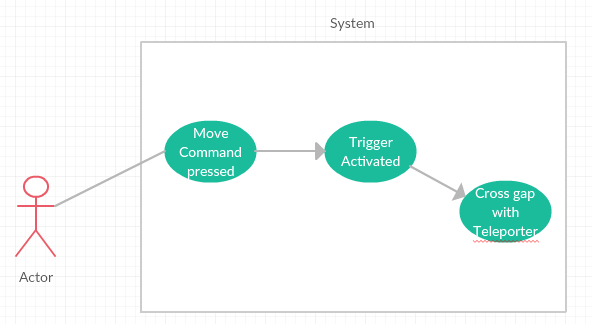 System
Move
Command
pressed
Trigger
Activated
Cross gap
with
Teleporter
Actor